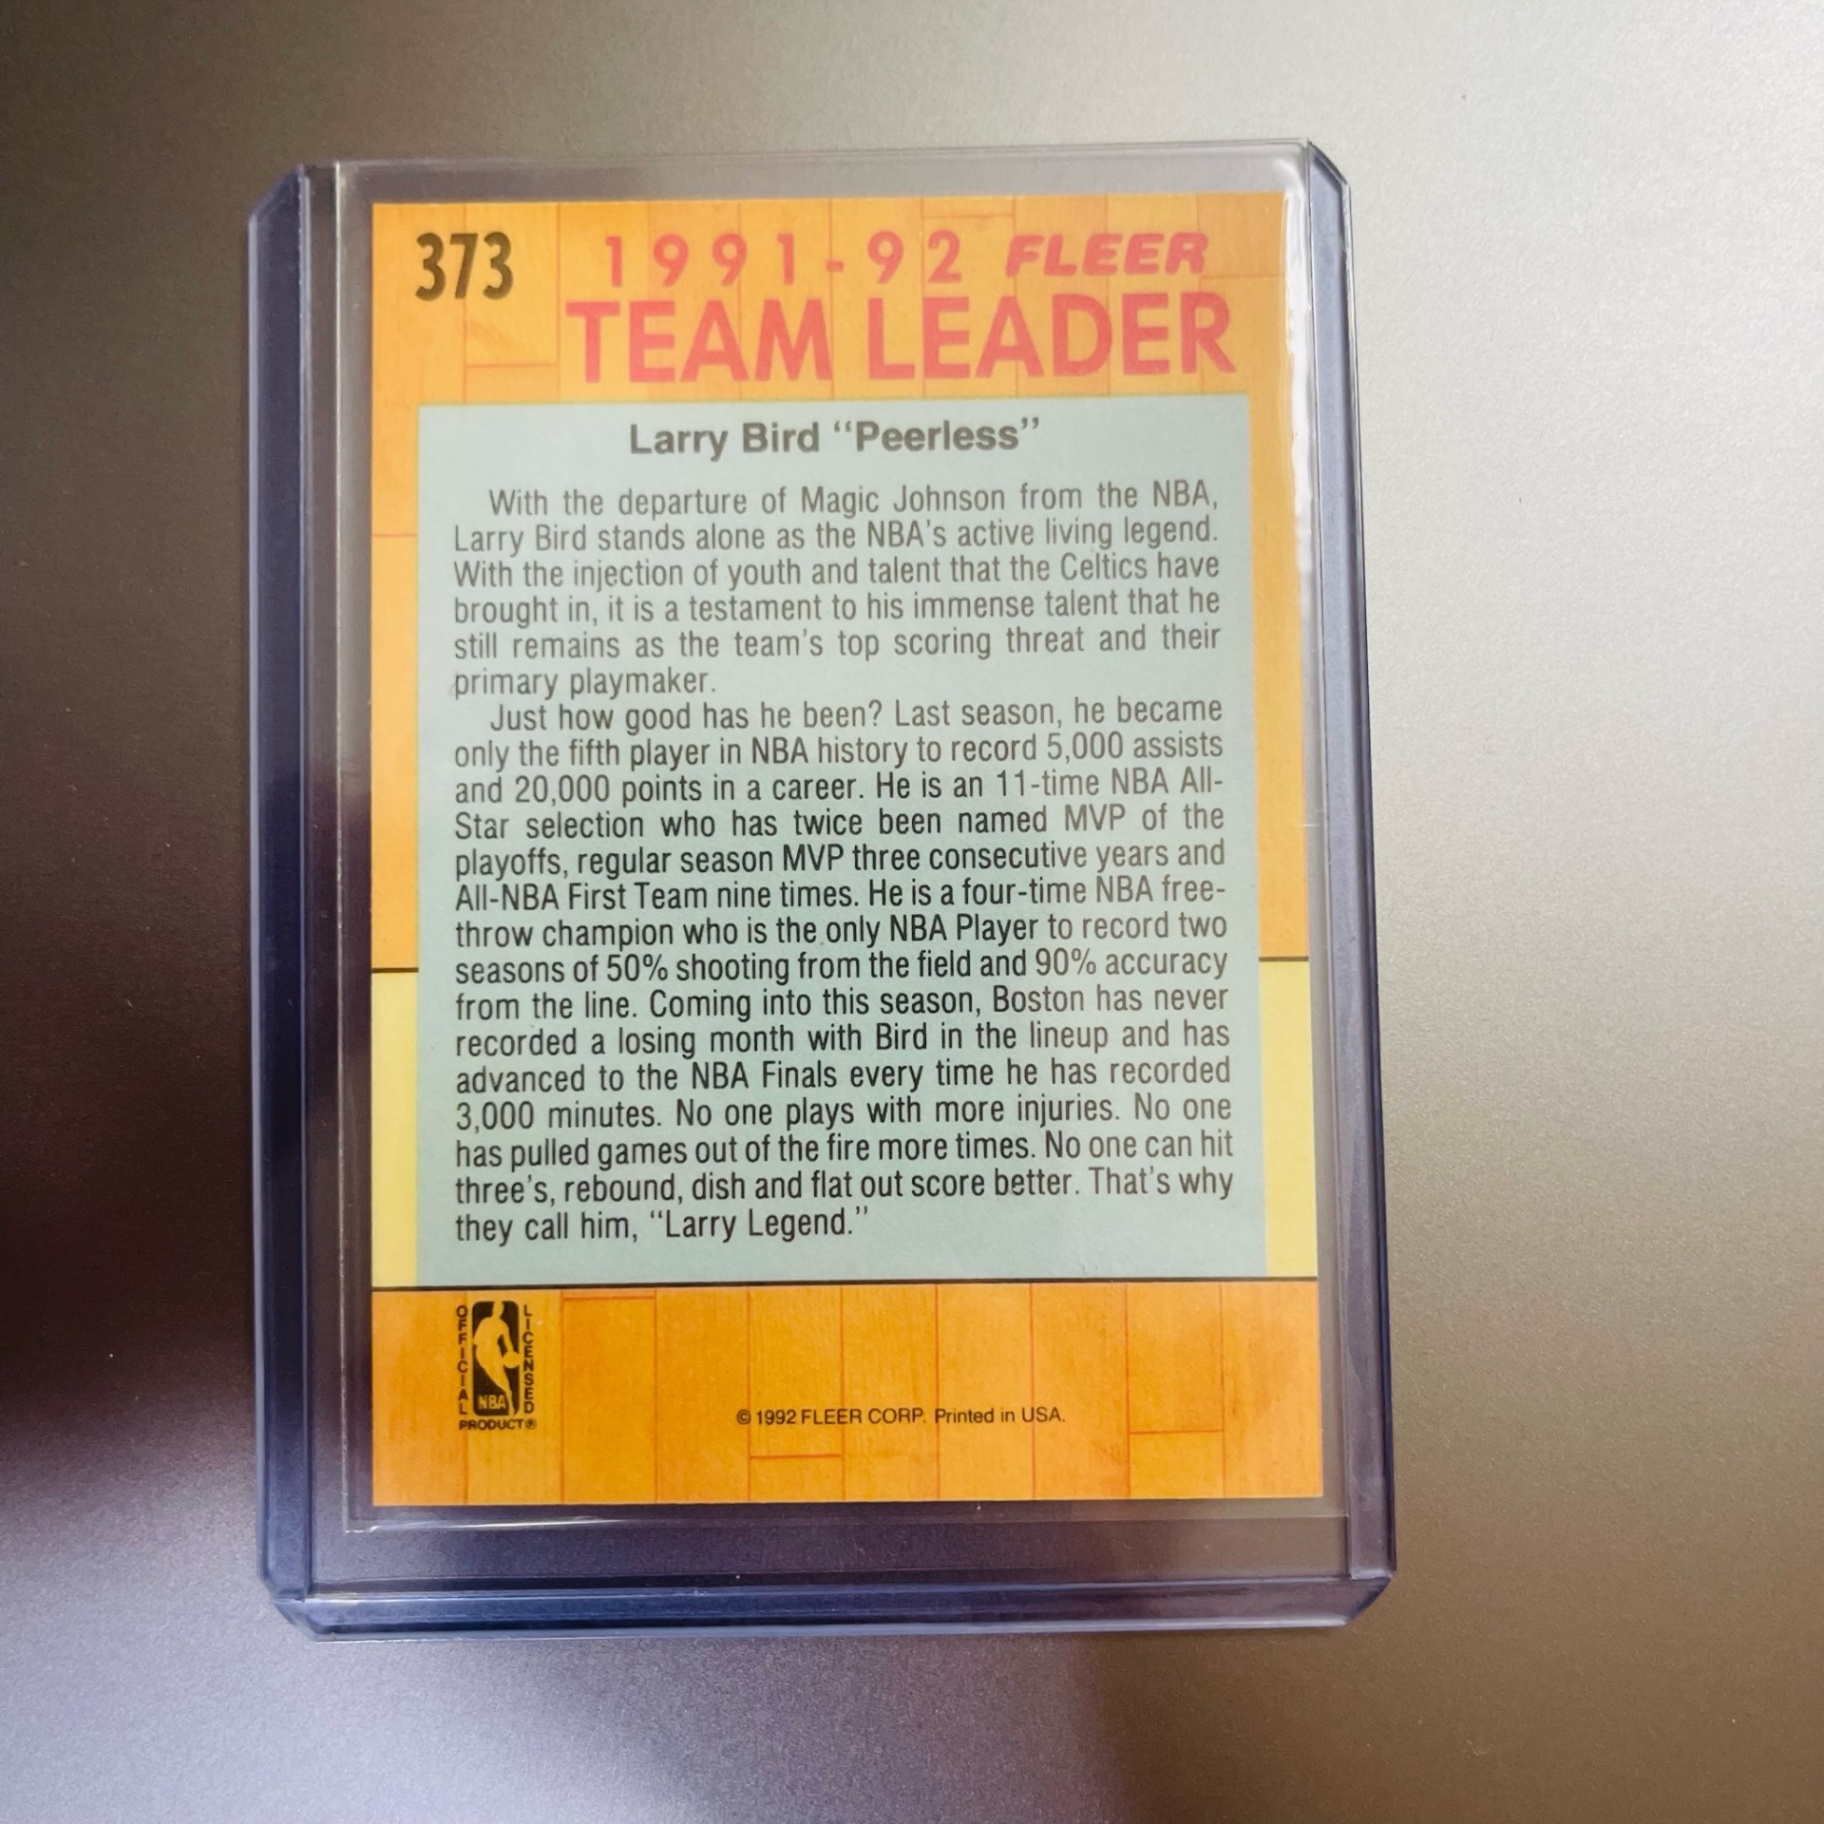 373
1991-92 FLEER
TEAM LEADER
Larry Bird “Peerless”
With the departure of Magic Johnson from the NBA,
Larry Bird stands alone as the NBA's active living legend.
With the injection of youth and talent that the Celtics have
brought in, it is a testament to his immense talent that he
still remains as the team's top scoring threat and their
primary playmaker.
Just how good has he been? Last season, he became
only the fifth player in NBA history to record 5,000 assists
and 20,000 points in a career. He is an 11-time NBA All-
Star selection who has twice been named MVP of the
playoffs, regular season MVP three consecutive years and
All-NBA First Team nine times. He is a four-time NBA free-
throw champion who is the only NBA Player to record two
seasons of 50% shooting from the field and 90% accuracy
from the line. Coming into this season, Boston has never
recorded a losing month with Bird in the lineup and has
advanced to the NBA Finals every time he has recorded
3,000 minutes. No one plays with more injuries. No one
has pulled games out of the fire more times. No one can hit
three's, rebound, dish and flat out score better. That's why
they call him, “Larry Legend.”
OFFICIAL
NBA
LICENSED
PRODUCT®
© 1992 FLEER CORP. Printed in USA.